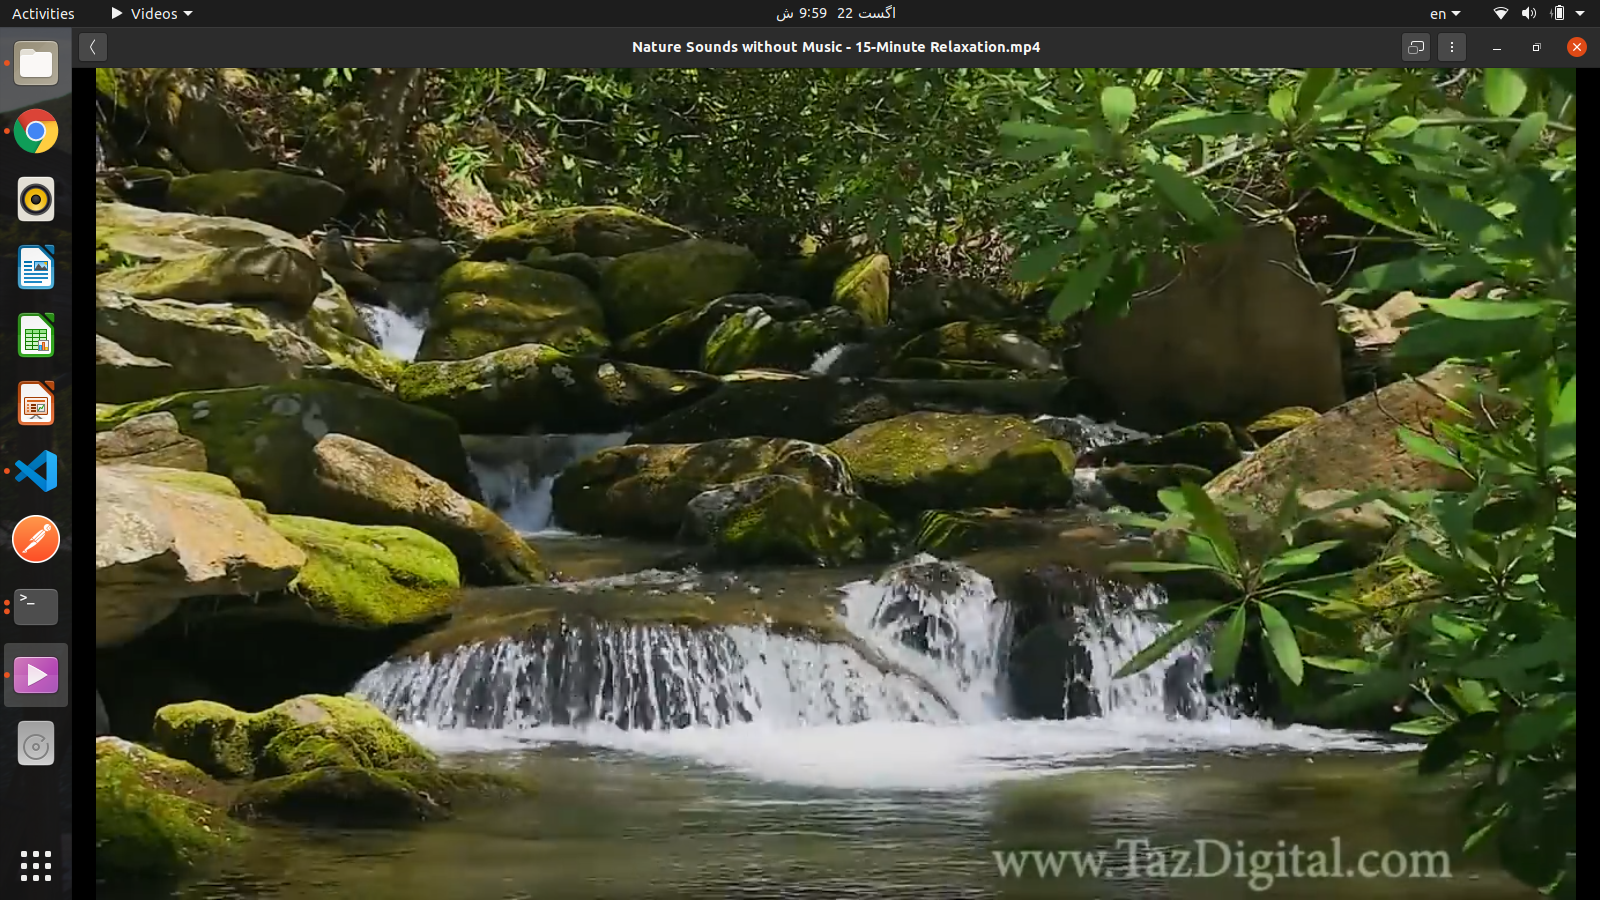 Activities
Videos
اگست 22 9:59 ش
en
Nature Sounds without Music - 15-Minute Relaxation.mp4
>_
www.TazDigital.com